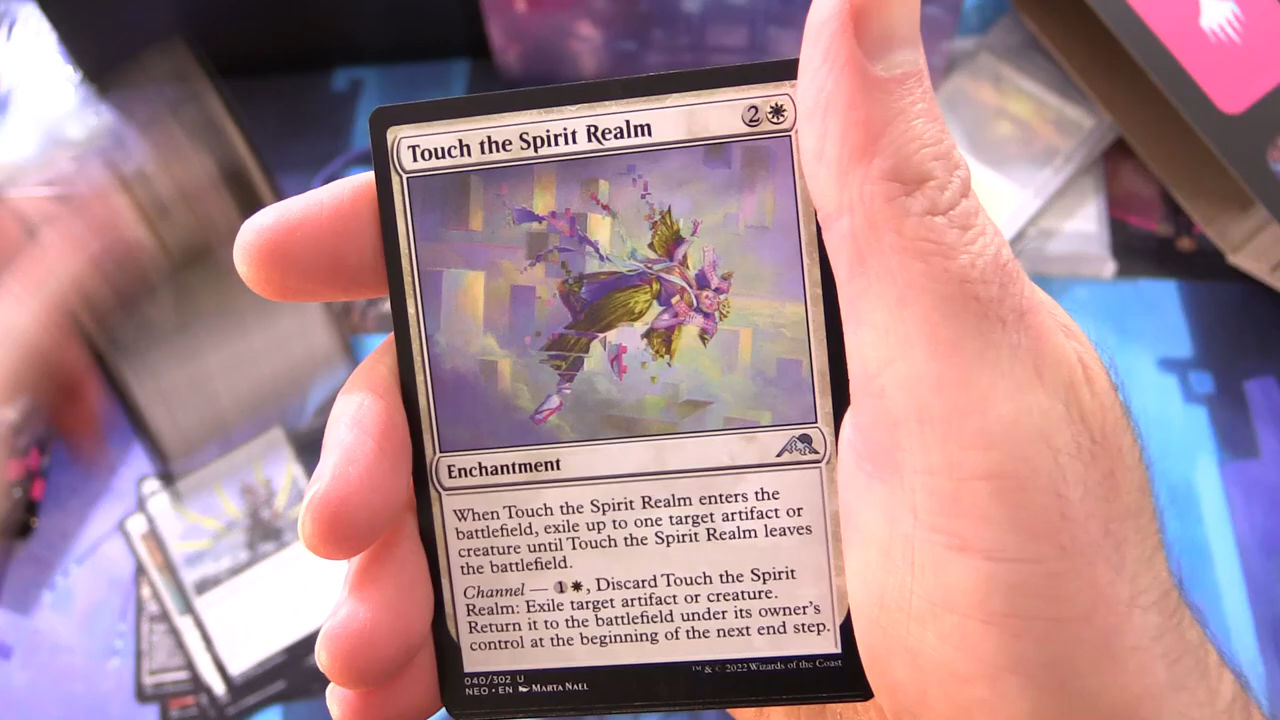 Touch the Spirit Realm
2
Enchantment
When Touch the Spirit Realm enters the
battlefield, exile up to one target artifact or
creature until Touch the Spirit Realm leaves
the battlefield.
Channel — 1, Discard Touch the Spirit
Realm: Exile target artifact or creature.
Return it to the battlefield under its owner's
control at the beginning of the next end step.
040/302 U
NEO • EN Marta Nael
™ & © 2022 Wizards of the Coast